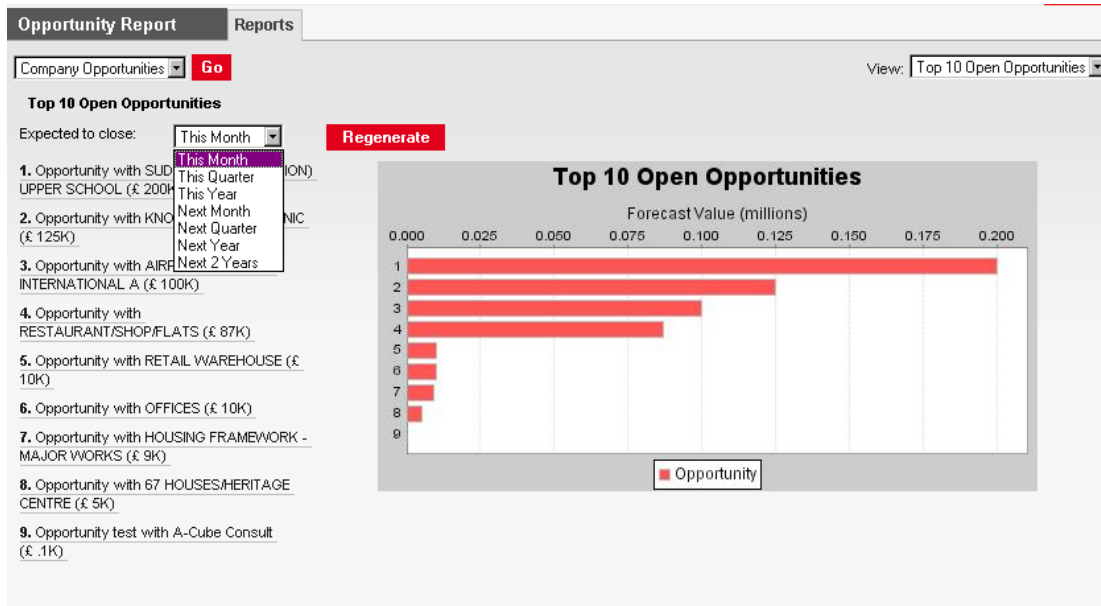 Opportunity Report
Reports
Company Opportunities
Go
View:
Top 10 Open Opportunities
Top 10 Open Opportunities
Expected to close:
This Month
Regenerate
This Month
This Quarter
This Year
Next Month
Next Quarter
Next Year
Next 2 Years
1. Opportunity with SUD ION)
UPPER SCHOOL (£ 200K
2. Opportunity with KNO NIC
(£ 125K)
3. Opportunity with AIRP
INTERNATIONAL A (£ 100K)
4. Opportunity with
RESTAURANT/SHOP/FLATS (£ 87K)
5. Opportunity with RETAIL WAREHOUSE (£
10K)
6. Opportunity with OFFICES (£ 10K)
7. Opportunity with HOUSING FRAMEWORK -
MAJOR WORKS (£ 9K)
8. Opportunity with 67 HOUSES/HERITAGE
CENTRE (£ 5K)
9. Opportunity test with A-Cube Consult
(£ .1K)
Top 10 Open Opportunities
Forecast Value (millions)
0.000 0.025 0.050 0.075 0.100 0.125 0.150 0.175 0.200
1
2
3
4
5
6
7
8
9
Opportunity